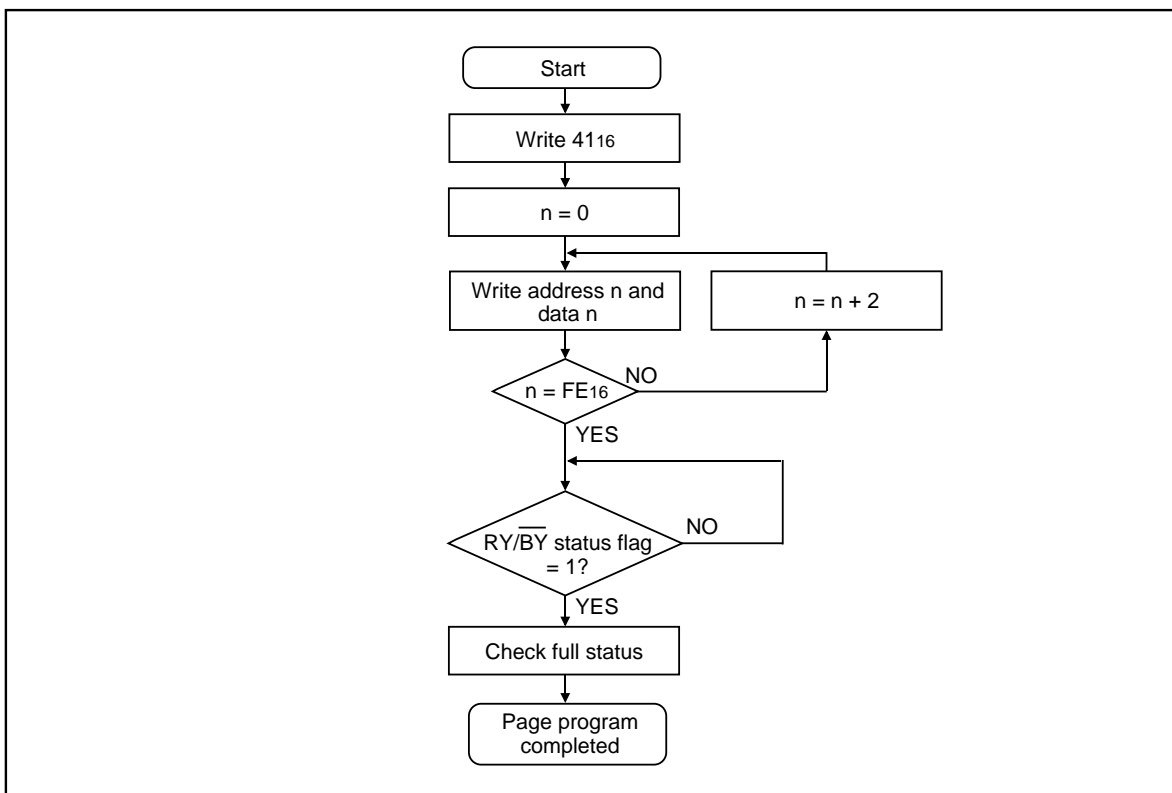 Start
Write 4116
n = 0
Write address n and
data n
n = n + 2
n = FE16
NO
YES
RY/B̅Y̅ status flag
= 1?
NO
YES
Check full status
Page program
completed